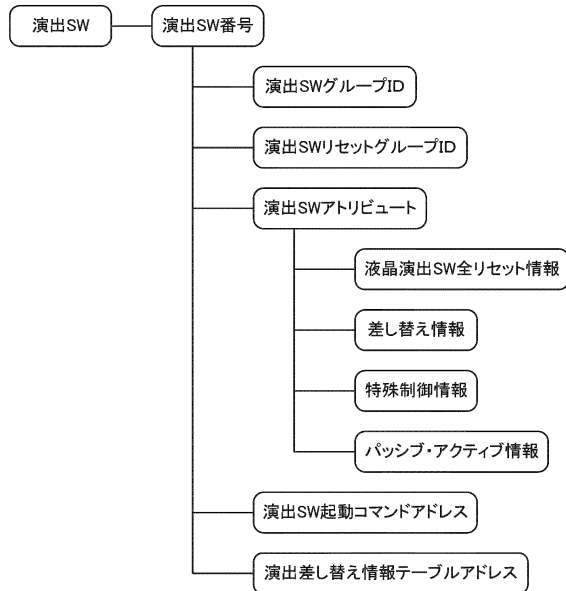 演出SW
演出SW番号
演出SWグループID
演出SWリセットグループID
演出SWアトリビュート
液晶演出SW全リセット情報
差し替え情報
特殊制御情報
パッシブ・アクティブ情報
演出SW起動コマンドアドレス
演出差し替え情報テーブルアドレス